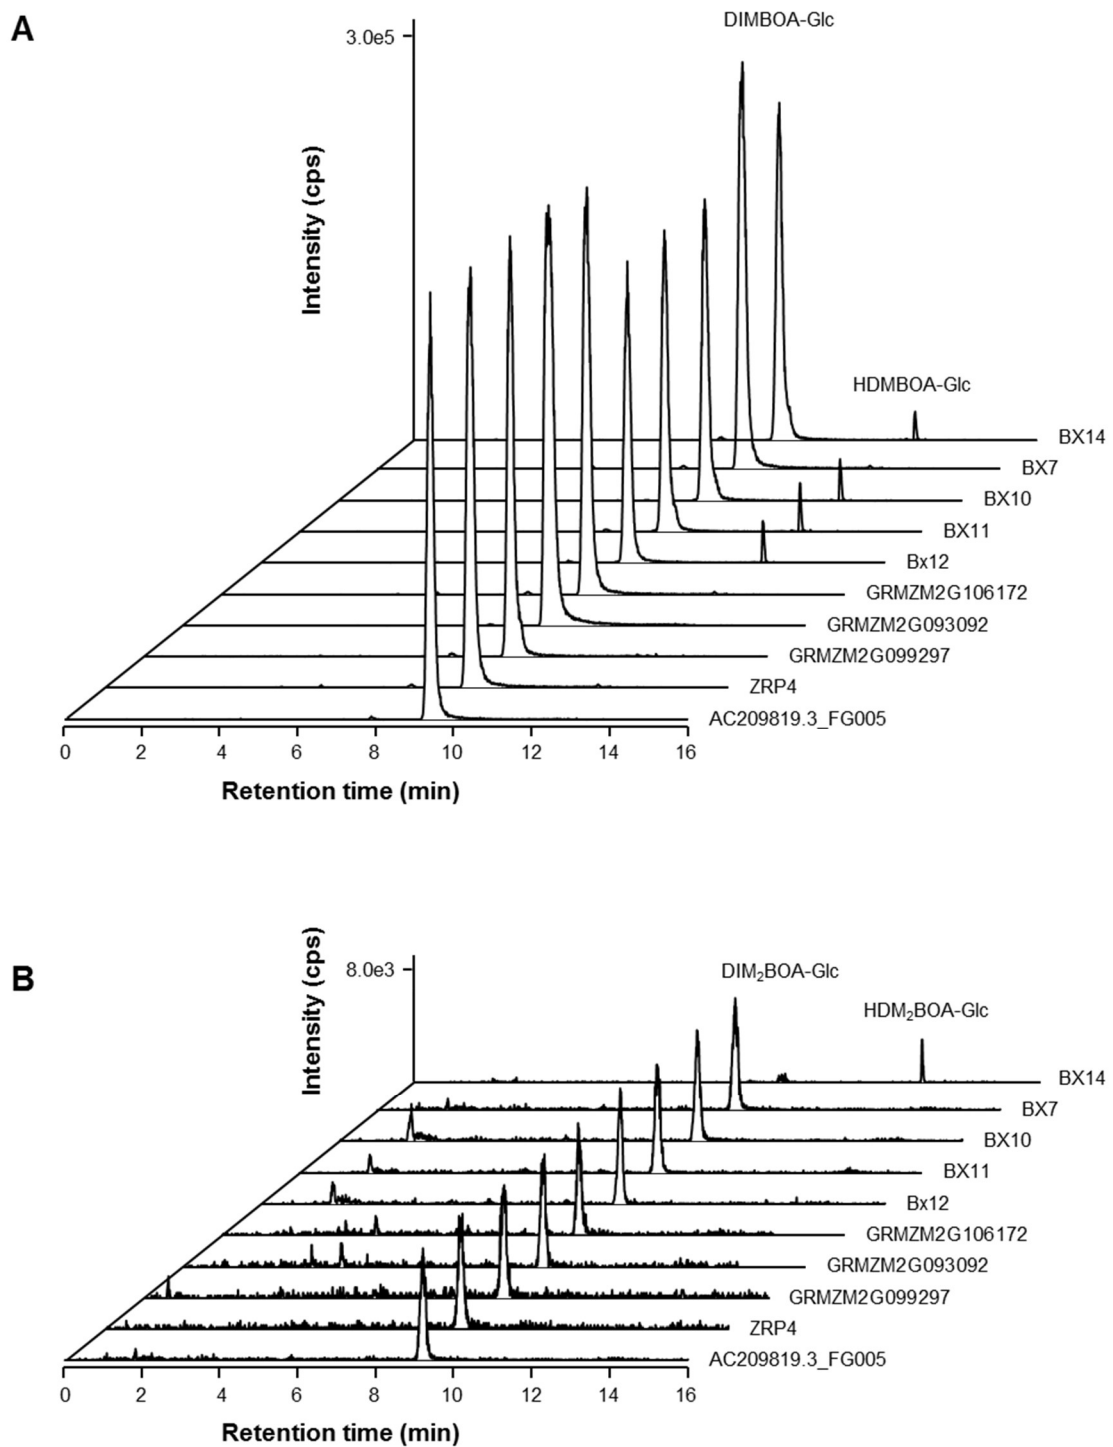 A
DIMBOA-Glc
3.0e5
Intensity (cps)
HDMBOA-Glc
BX14
BX7
BX10
BX11
Bx12
GRMZM2G106172
GRMZM2G093092
GRMZM2G099297
ZRP4
AC209819.3_FG005
0 2 4 6 8 10 12 14 16
Retention time (min)
B
DIM₂BOA-Glc
8.0e3
Intensity (cps)
HDM₂BOA-Glc
BX14
BX7
BX10
BX11
Bx12
GRMZM2G106172
GRMZM2G093092
GRMZM2G099297
ZRP4
AC209819.3_FG005
0 2 4 6 8 10 12 14 16
Retention time (min)